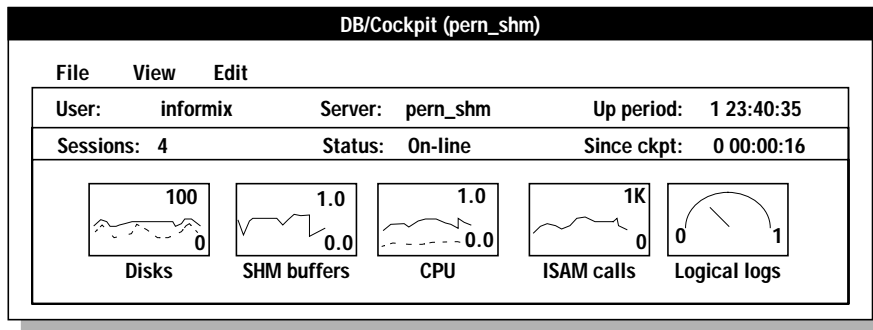 DB/Cockpit (pern_shm)
File View Edit
User: informix Server: pern_shm Up period: 1 23:40:35
Sessions: 4 Status: On-line Since ckpt: 0 00:00:16
100 1.0 1.0 1K
0 0.0 0.0 0 0 1
Disks SHM buffers CPU ISAM calls Logical logs